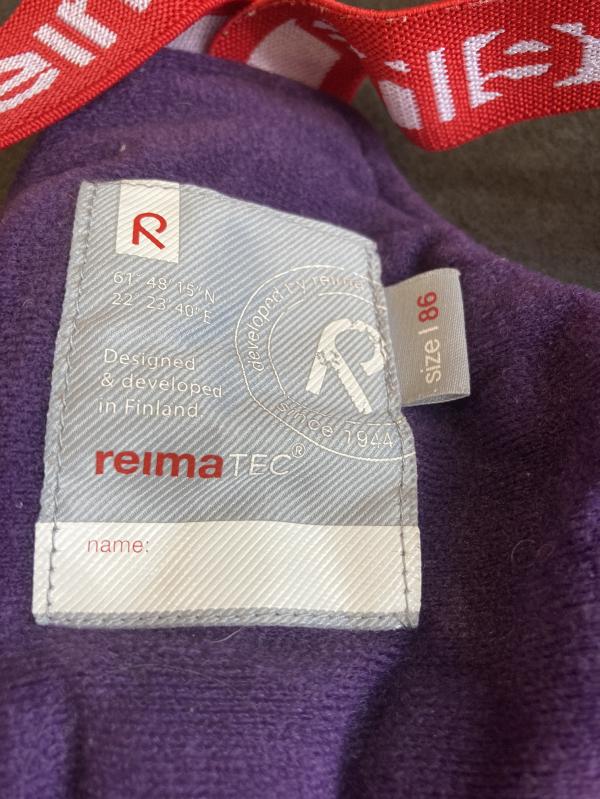 R
61° 48' 15" N
22° 23' 40" E
developed by reima
R
since 1944
Designed
& developed
in Finland.
reimaTEC®
name:
size | 86